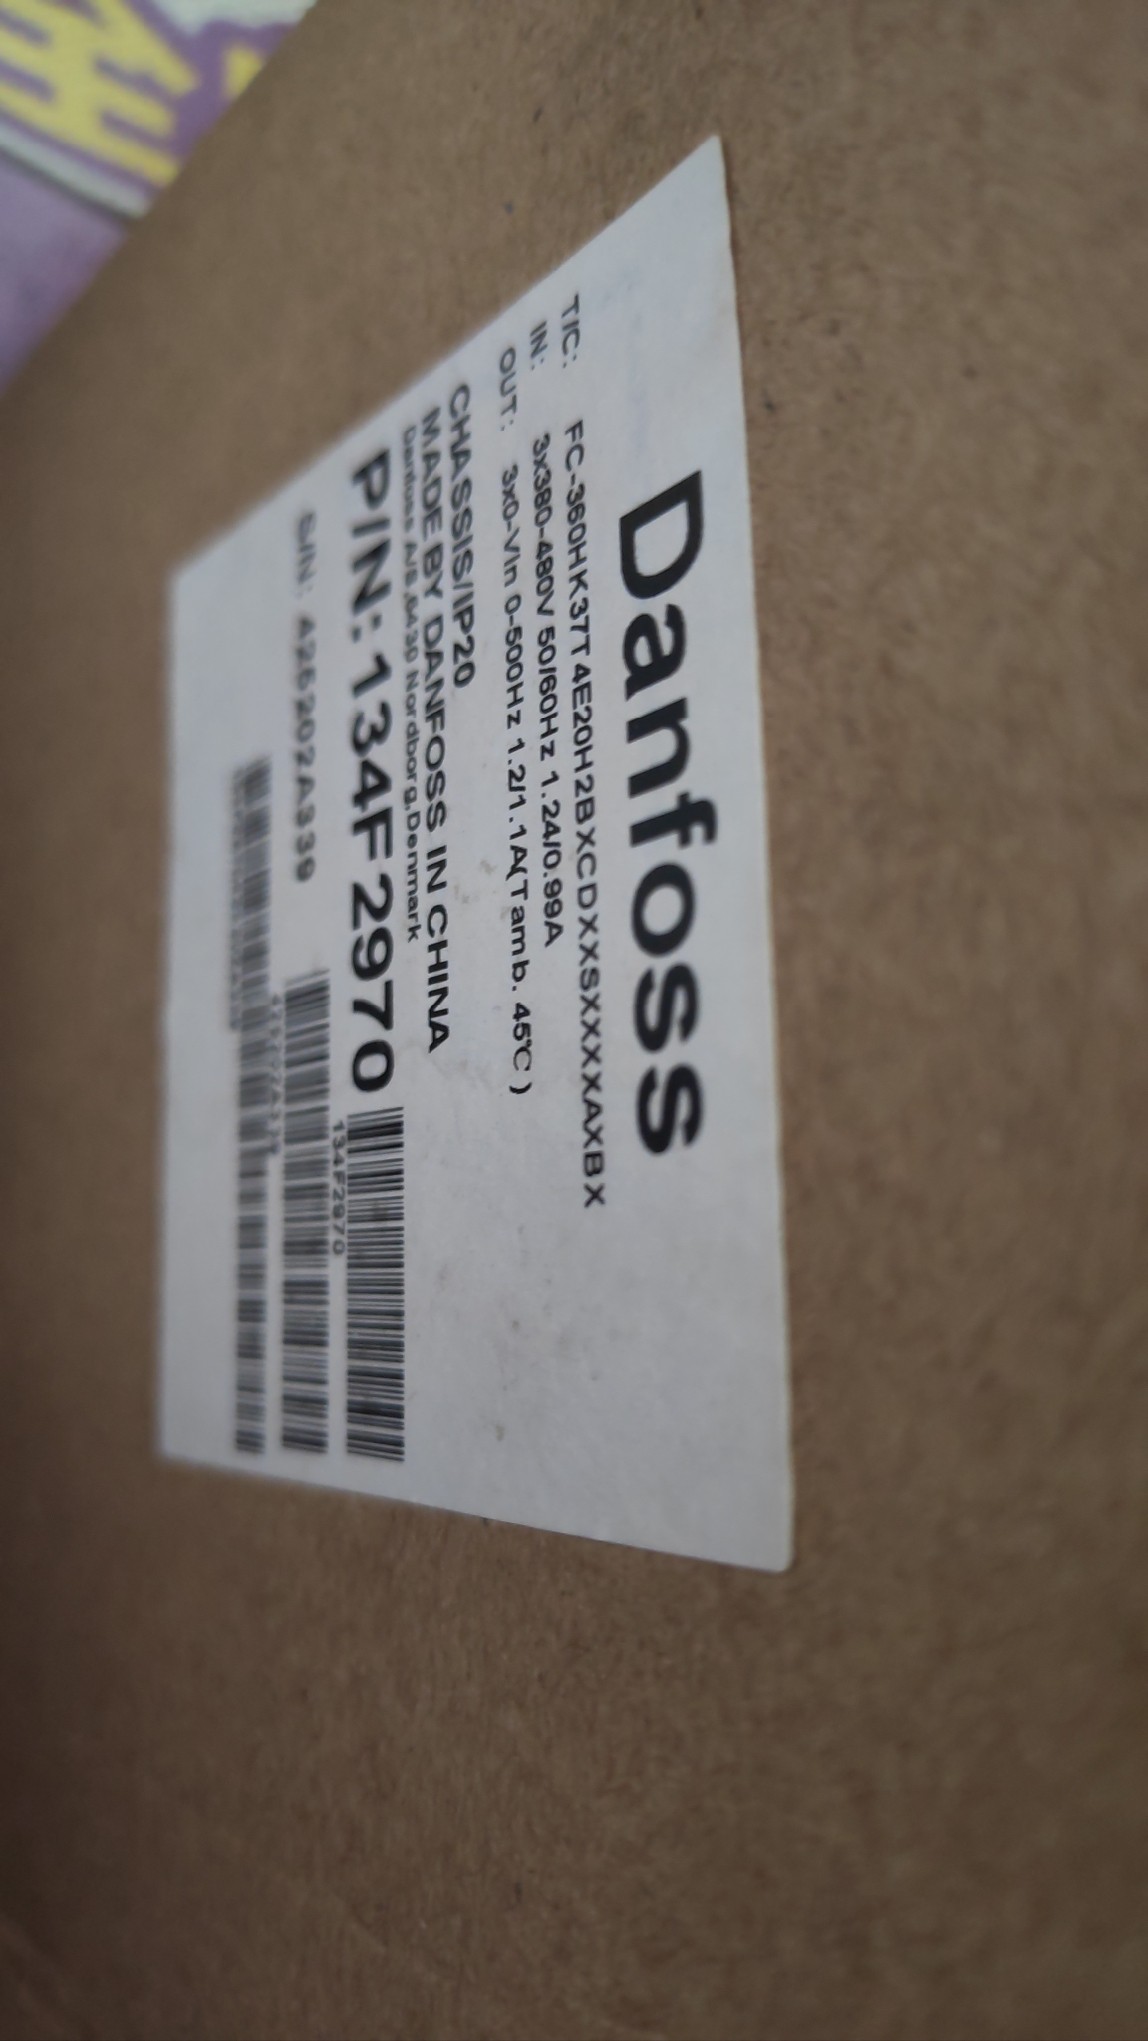 Danfoss
T/C: FC-360HK37T4E20H2BXCDXXSXXXXAXBX
IN: 3x380-480V 50/60Hz 1.24/0.99A
OUT: 3x0-Vin 0-500Hz 1.2/1.1A(Tamb. 45℃)
CHASSIS/IP20
MADE BY DANFOSS IN CHINA
Danfoss A/S,6430 Nordborg,Denmark
P/N:134F2970
134F2970
S/N: 426202A339
426202A339